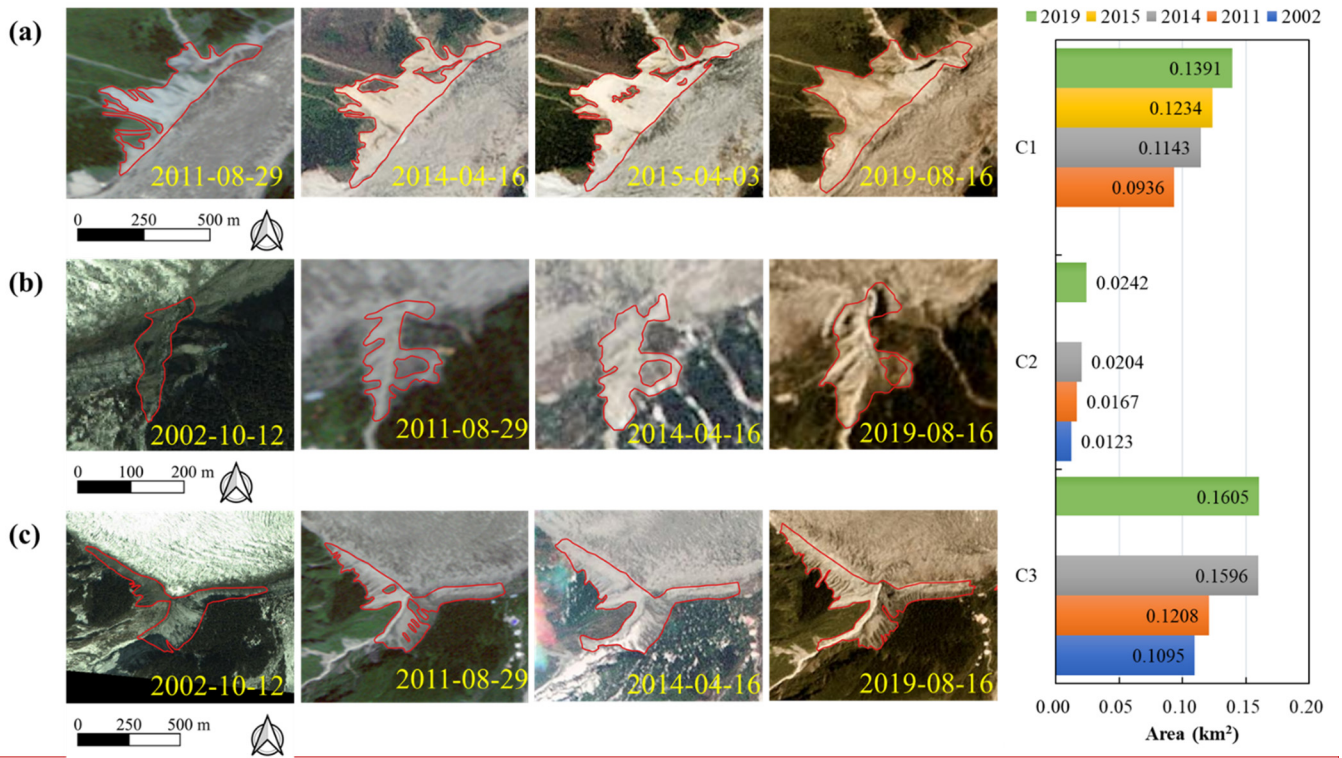 (a)
2011-08-29
2014-04-16
2015-04-03
2019-08-16
0 250 500 m
(b)
2002-10-12
2011-08-29
2014-04-16
2019-08-16
0 100 200 m
(c)
2002-10-12
2011-08-29
2014-04-16
2019-08-16
0 250 500 m
2019 2015 2014 2011 2002
0.1391
0.1234
C1
0.1143
0.0936
0.0242
C2
0.0204
0.0167
0.0123
0.1605
C3
0.1596
0.1208
0.1095
0.00 0.05 0.10 0.15 0.20
Area (km²)